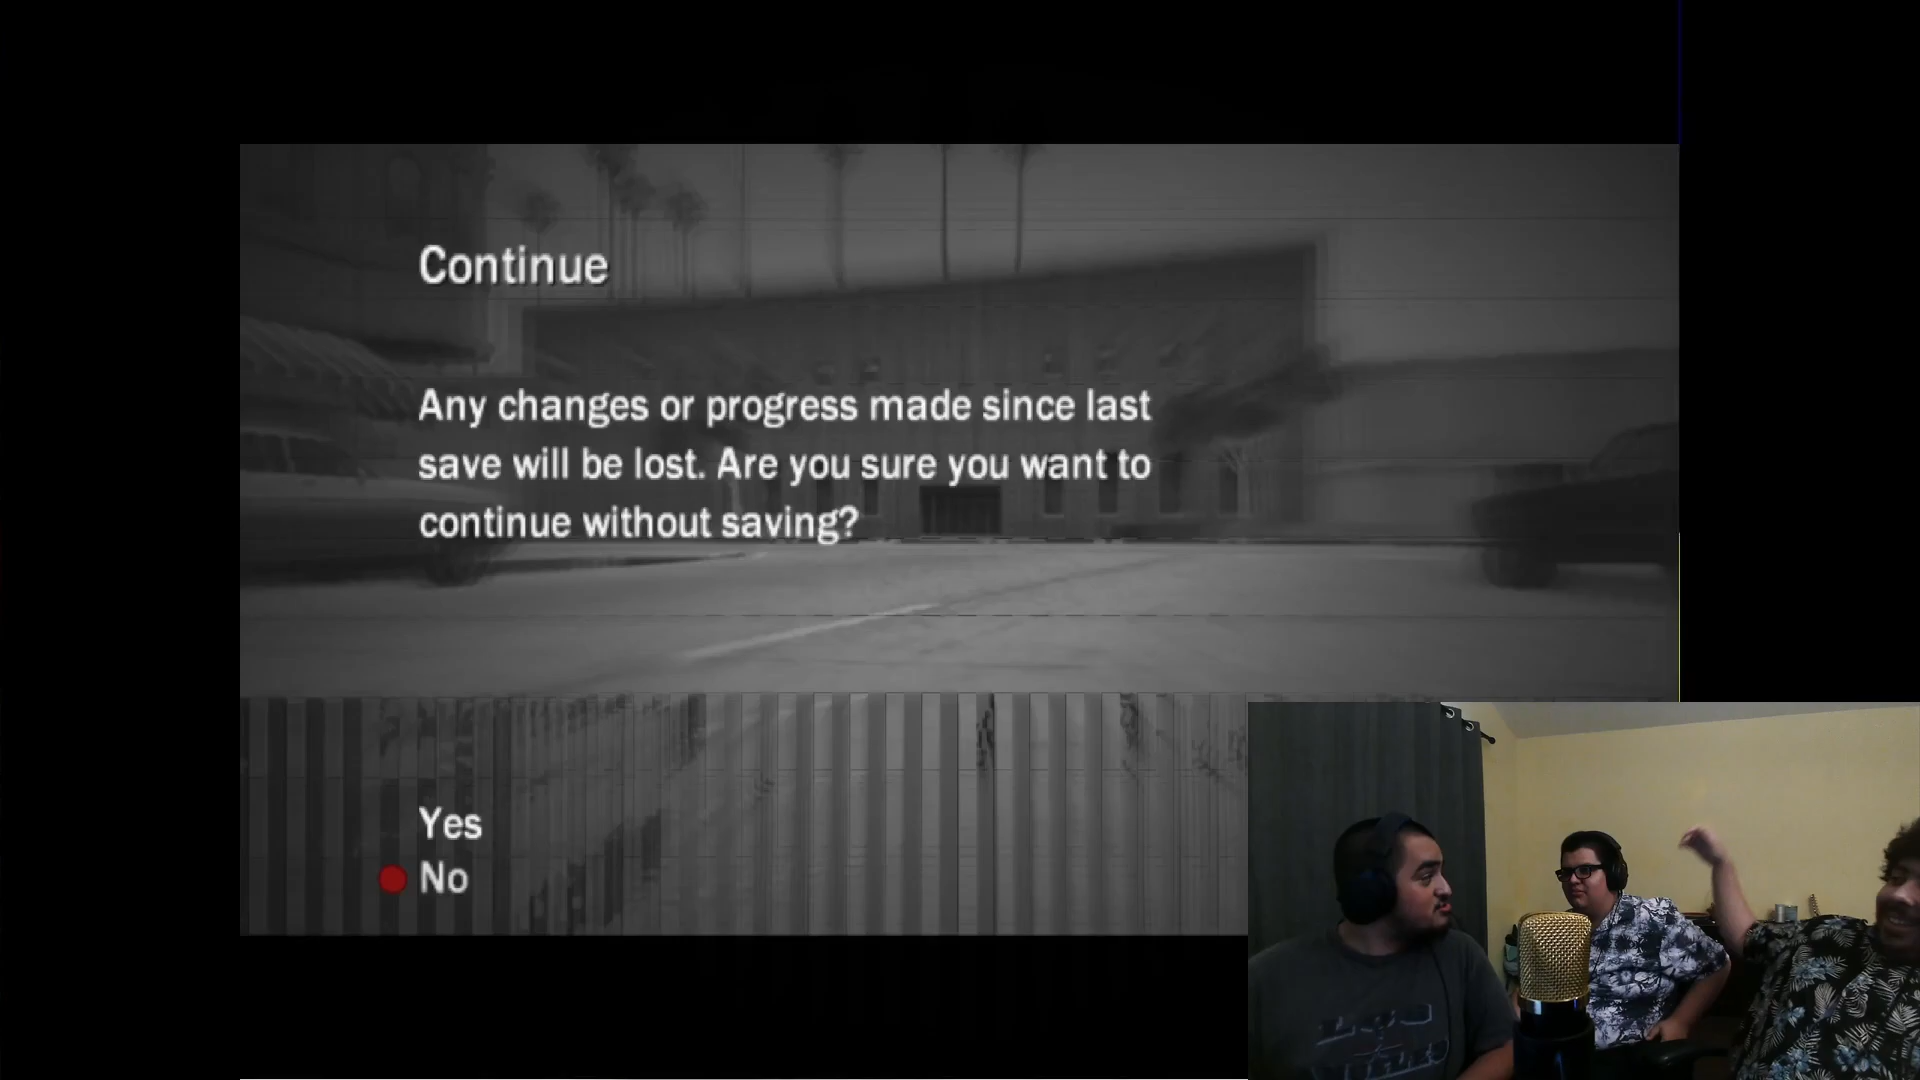 Continue
Any changes or progress made since last
save will be lost. Are you sure you want to
continue without saving?
Yes
No